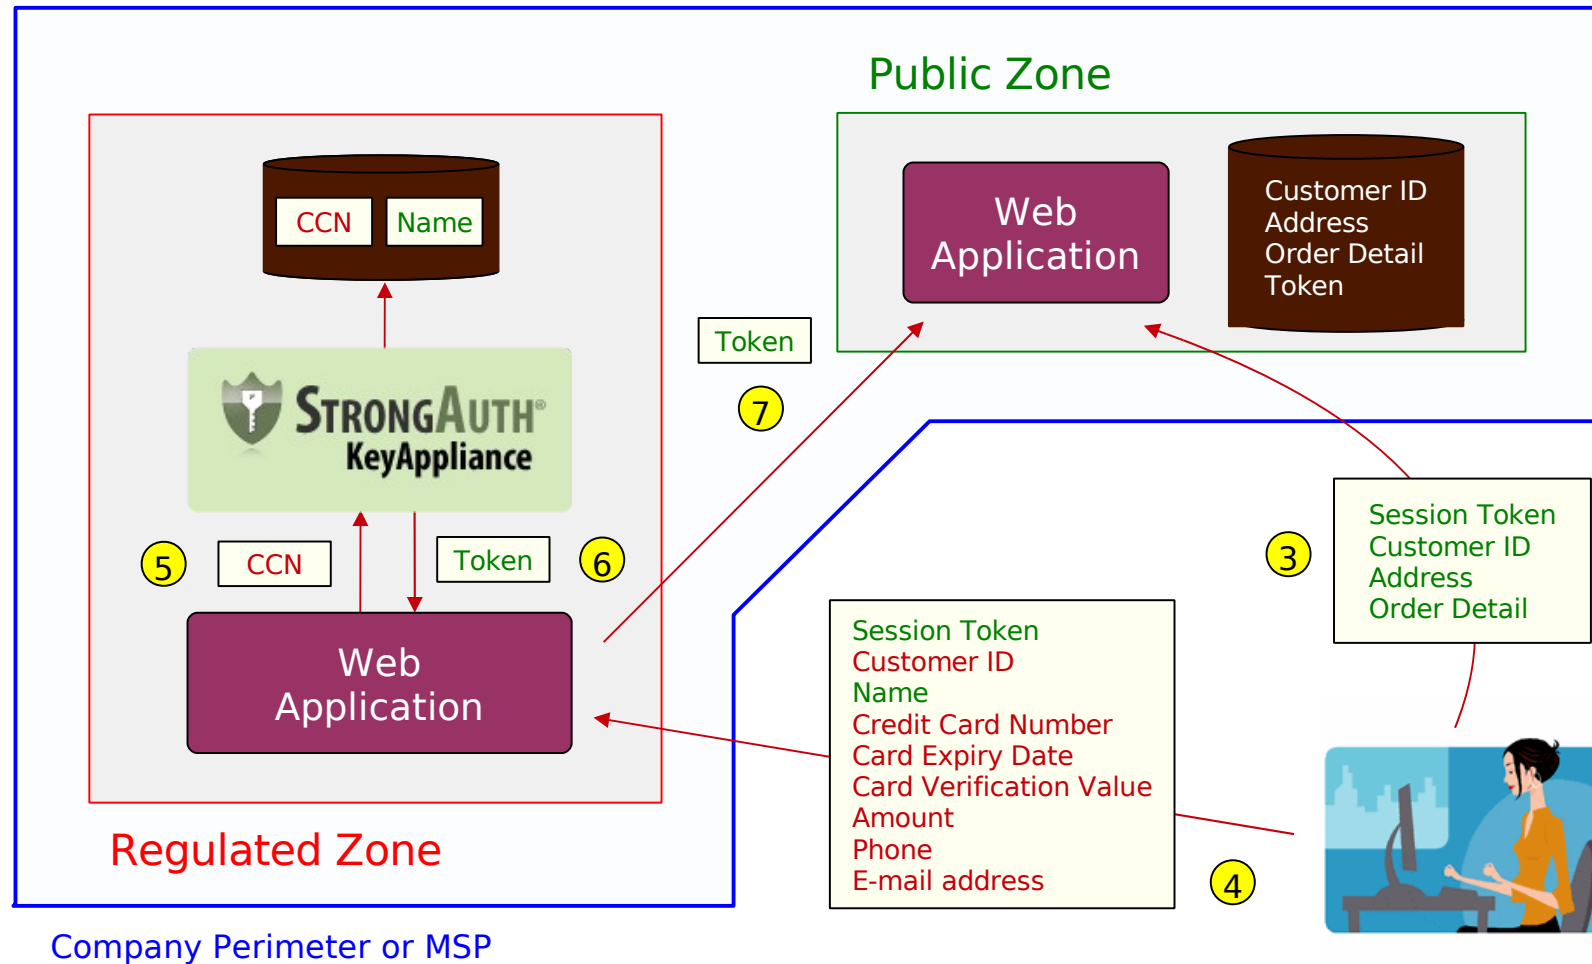 Public Zone
CCN
Name
Web
Application
Customer ID
Address
Order Detail
Token
Token
7
STRONGAUTH®
KeyAppliance
5
CCN
Token
6
3
Session Token
Customer ID
Address
Order Detail
Web
Application
Session Token
Customer ID
Name
Credit Card Number
Card Expiry Date
Card Verification Value
Amount
Phone
E-mail address
4
Regulated Zone
Company Perimeter or MSP